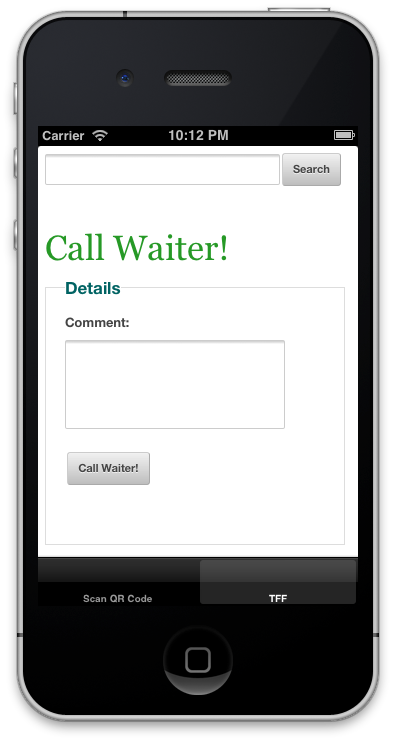 Carrier 10:12 PM
Search
Call Waiter!
Details
Comment:
Call Waiter!
Scan QR Code TFF